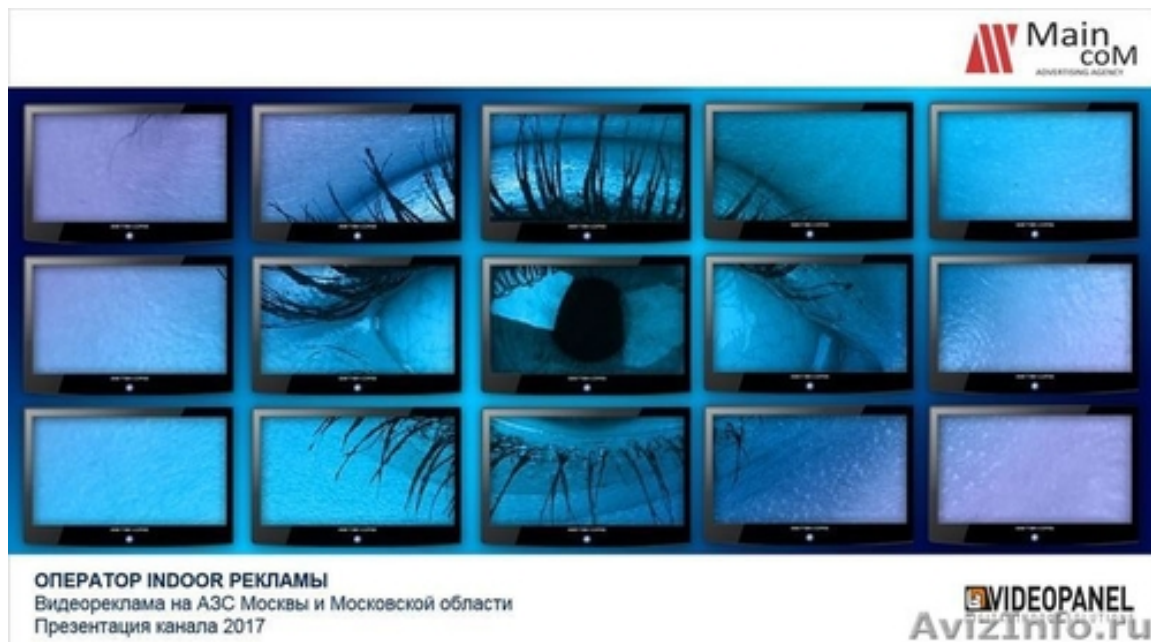 Main
coM
ADVERTISING AGENCY
ОПЕРАТОР INDOOR РЕКЛАМЫ
Видеореклама на АЗС Москвы и Московской области
Презентация канала 2017
VIDEOPANEL
AvizInfo.ru